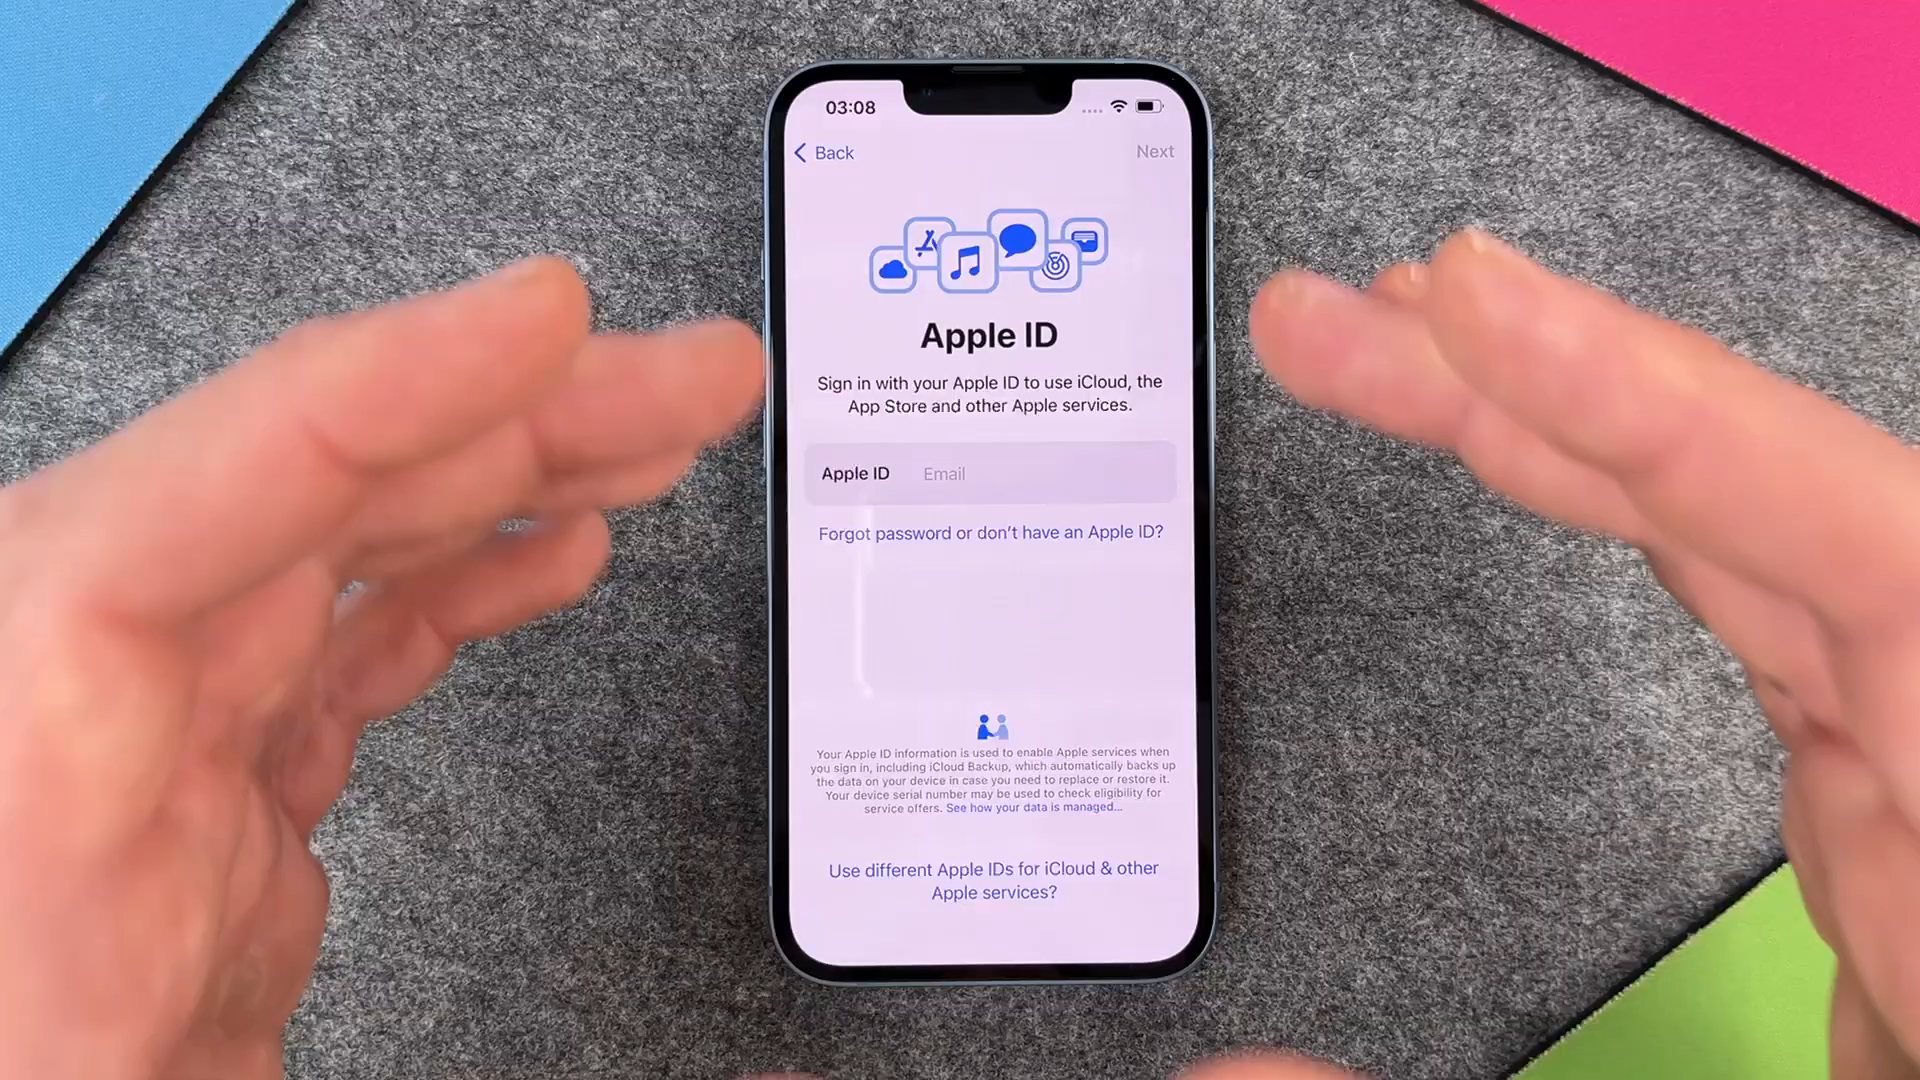 03:08
Back
Next
Apple ID
Sign in with your Apple ID to use iCloud, the
App Store and other Apple services.
Apple ID Email
Forgot password or don’t have an Apple ID?
Your Apple ID information is used to enable Apple services when
you sign in, including iCloud Backup, which automatically backs up
the data on your device in case you need to replace or restore it.
Your device serial number may be used to check eligibility for
service offers. See how your data is managed...
Use different Apple IDs for iCloud & other
Apple services?